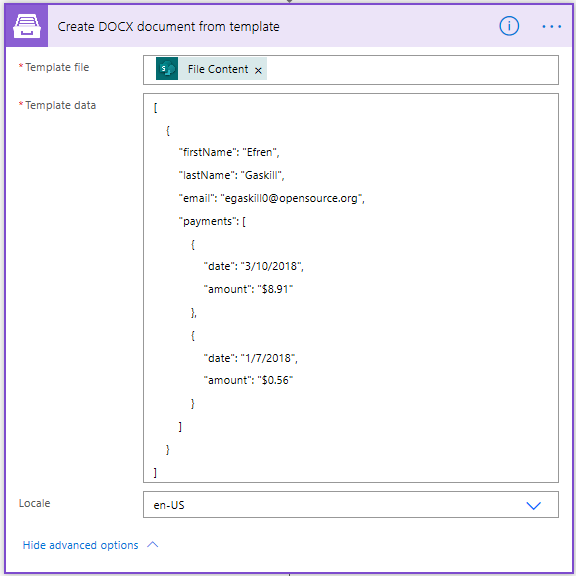 Create DOCX document from template
* Template file
File Content ×
* Template data
[
{
"firstName": "Efren",
"lastName": "Gaskill",
"email": "egaskill0@opensource.org",
"payments": [
{
"date": "3/10/2018",
"amount": "$8.91"
},
{
"date": "1/7/2018",
"amount": "$0.56"
}
]
}
]
Locale
en-US
Hide advanced options